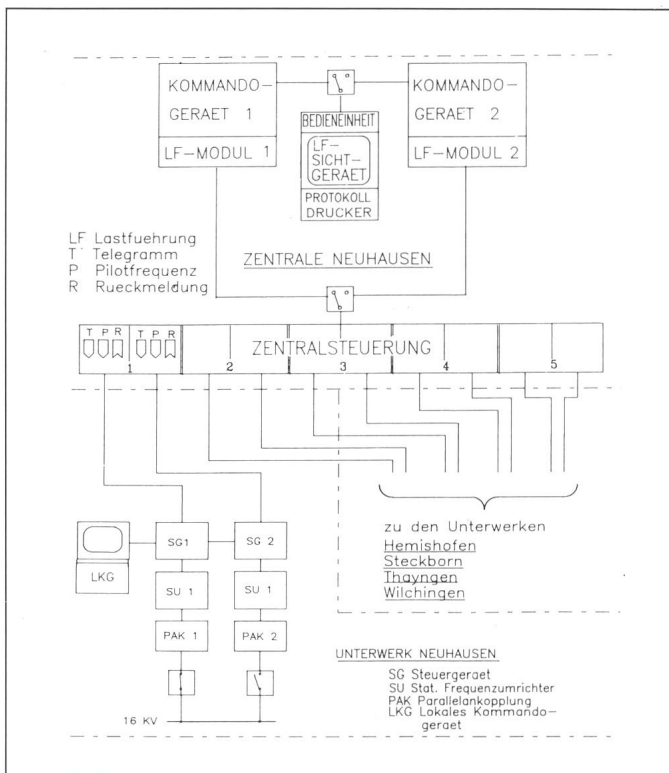 KOMMANDO-
GERAET 1
LF-MODUL 1
BEDIENEINHEIT
LF-
SICHT-
GERAET
PROTOKOLL
DRUCKER
KOMMANDO-
GERAET 2
LF-MODUL 2
LF Lastfuehrung
T Telegramm
P Pilotfrequenz
R Rueckmeldung
ZENTRALE NEUHAUSEN
T P R T P R
ZENTRALSTEUERUNG
1 2 3 4 5
zu den Unterwerken
Hemishofen
Steckborn
Thayngen
Wilchingen
SG1 SG 2
LKG
SU 1 SU 1
PAK 1 PAK 2
16 KV
UNTERWERK NEUHAUSEN
SG Steuergeraet
SU Stat. Frequenzumrichter
PAK Parallelankopplung
LKG Lokales Kommando-
geraet